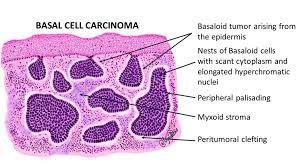 BASAL CELL CARCINOMA
Basaloid tumor arising from
the epidermis
Nests of Basaloid cells
with scant cytoplasm and
elongated hyperchromatic
nuclei
Peripheral palisading
Myxoid stroma
Peritumoral clefting